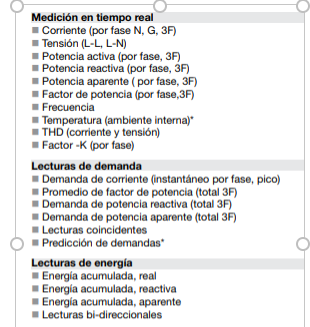 Medición en tiempo real
■ Corriente (por fase N, G, 3F)
■ Tensión (L-L, L-N)
■ Potencia activa (por fase, 3F)
■ Potencia reactiva (por fase, 3F)
■ Potencia aparente ( por fase, 3F)
■ Factor de potencia (por fase,3F)
■ Frecuencia
■ Temperatura (ambiente interna)*
■ THD (corriente y tensión)
■ Factor -K (por fase)
Lecturas de demanda
■ Demanda de corriente (instantáneo por fase, pico)
■ Promedio de factor de potencia (total 3F)
■ Demanda de potencia reactiva (total 3F)
■ Demanda de potencia aparente (total 3F)
■ Lecturas coincidentes
■ Predicción de demandas*
Lecturas de energía
■ Energía acumulada, real
■ Energía acumulada, reactiva
■ Energía acumulada, aparente
■ Lecturas bi-direccionales